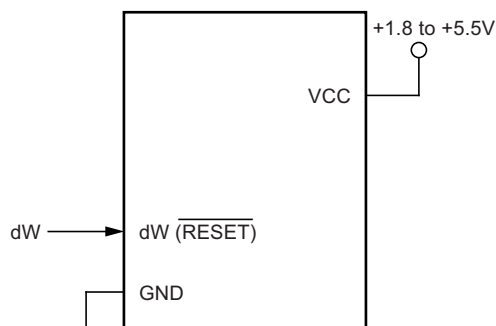 +1.8 to +5.5V
VCC
dW
dW (RESET)
GND